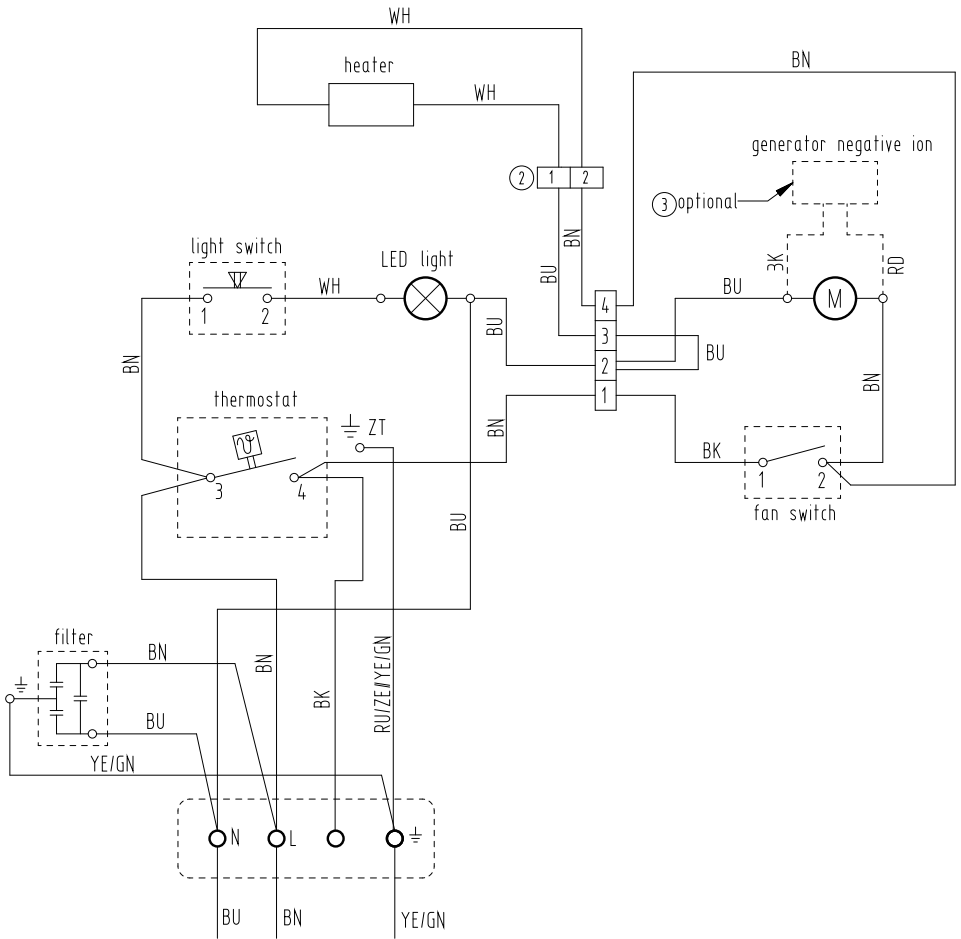 WH
heater
WH
BN
generator negative ion
2
1 2
3 optional
BN
BU
light switch
LED light
WH
1 2
BU
BN
4
3
2
1
BU
BU
BK
RD
M
BN
thermostat
3
4
ZT
BN
BK
1 2
fan switch
BU
filter
BN
BU
YE/GN
BN
BK
RU/ZE//YE/GN
N
L
BU
BN
YE/GN